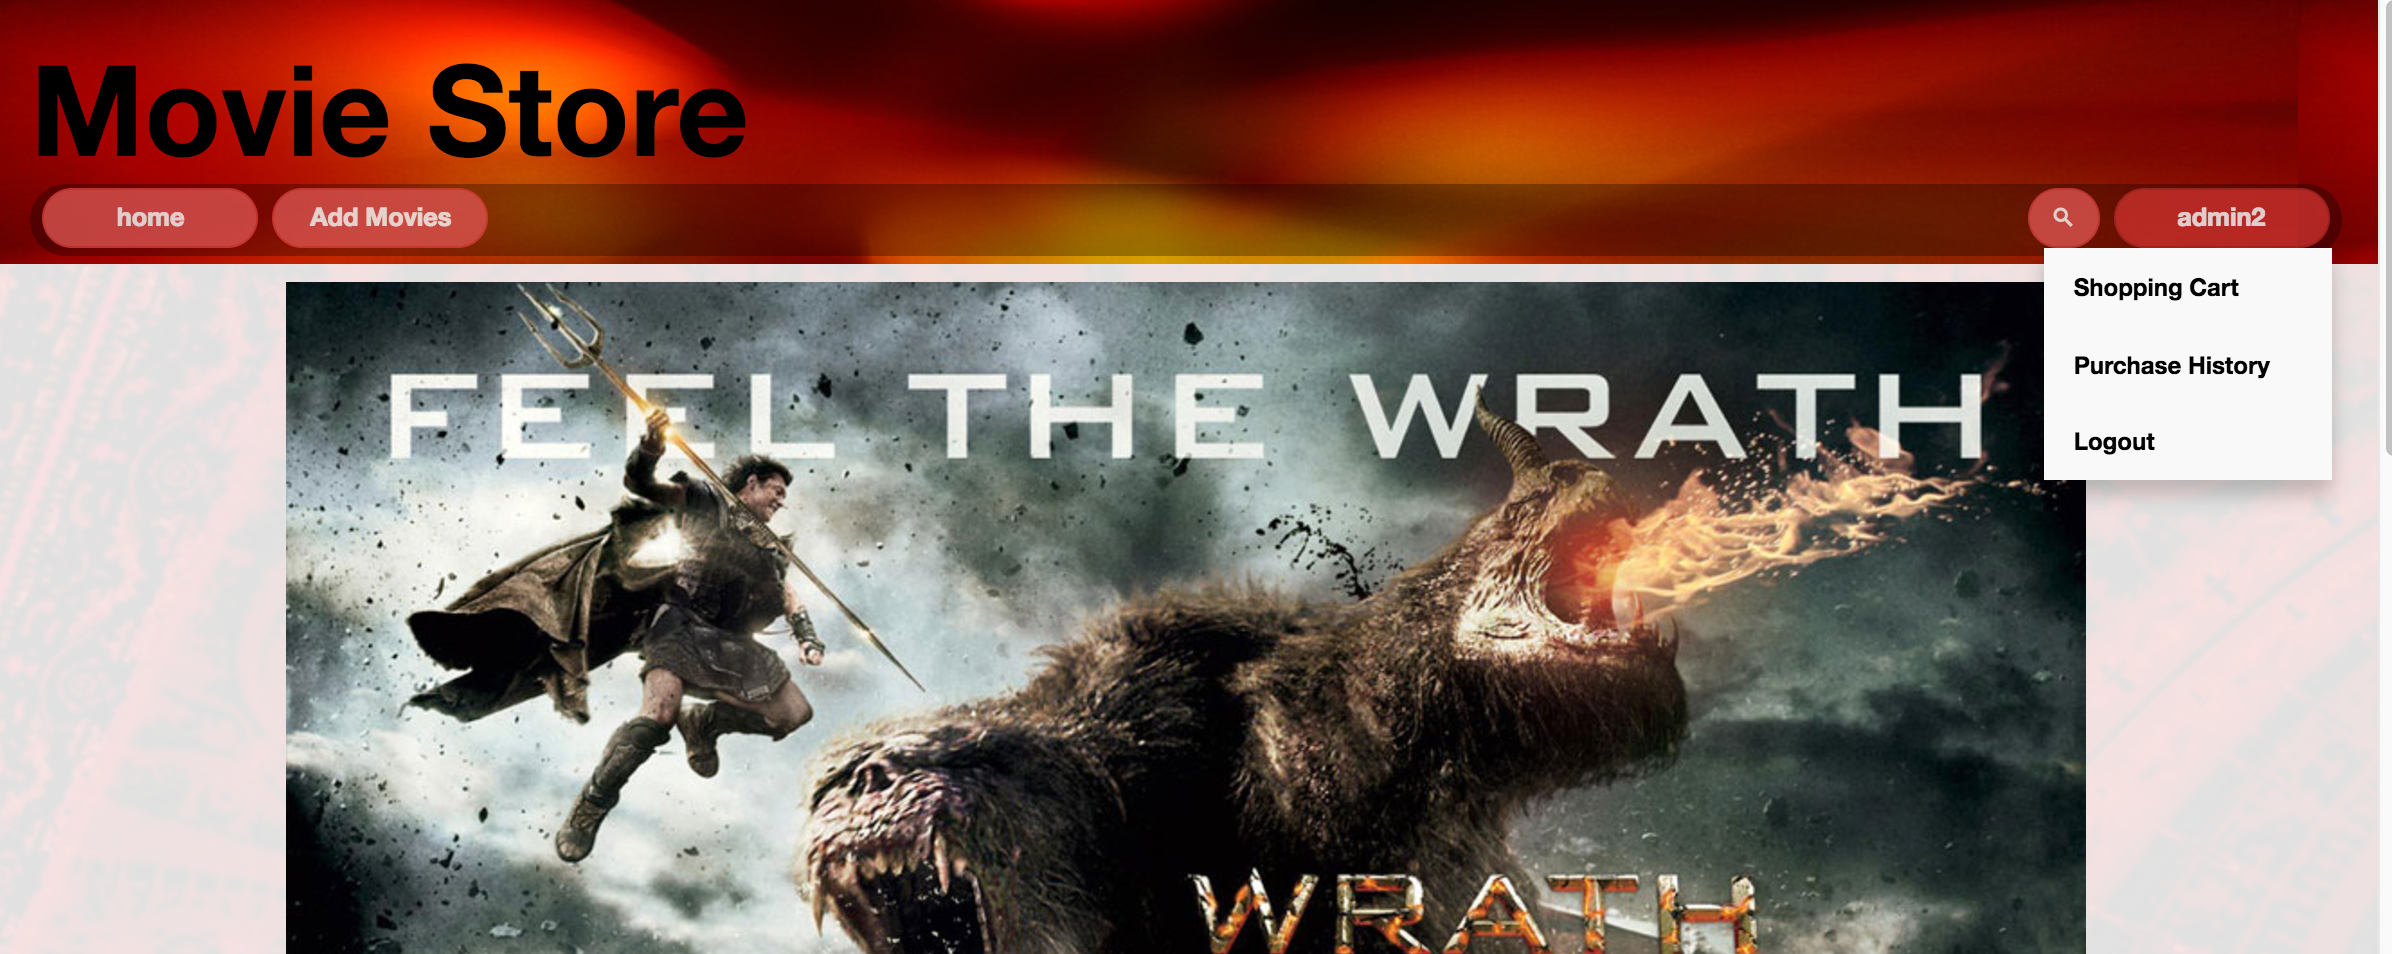 Movie Store
home
Add Movies
admin2
Shopping Cart
Purchase History
Logout
FEEL THE WRATH
WRATH